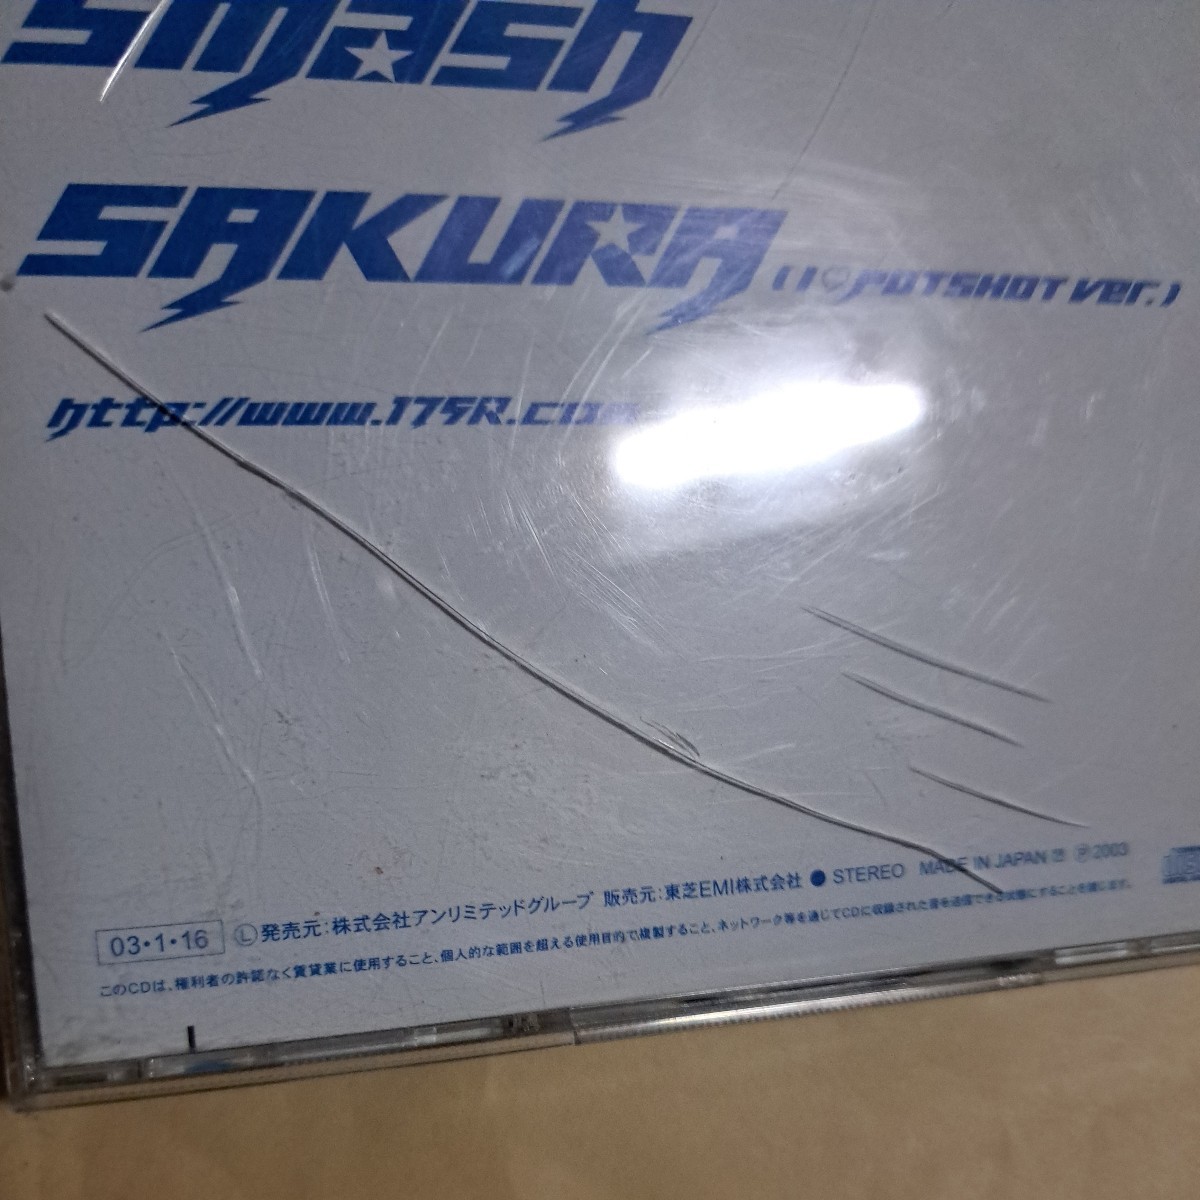 smash
SAKURA (I ♡ POTSHOT ver.)
http://www.175R.com
03・1・16 Ⓛ発売元:株式会社アンリミテッドグループ 販売元:東芝EMI株式会社 ● STEREO MADE IN JAPAN Ⓟ2003
このCDは、権利者の許諾なく賃貸業に使用すること、個人的な範囲を超える使用目的で複製すること、ネットワーク等を通じてCDに収録された音を送信できる状態にすることを禁じます。